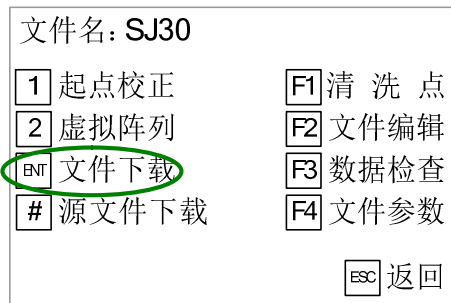 文件名: SJ30
1 起点校正 F1 清 洗 点
2 虚拟阵列 F2 文件编辑
ENT 文件下载 F3 数据检查
# 源文件下载 F4 文件参数
ESC 返回